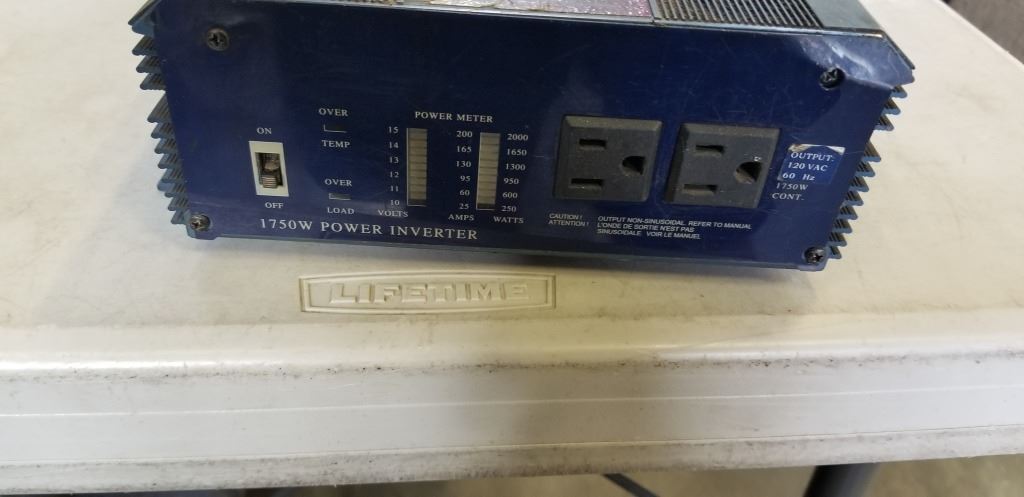 ON
OFF
OVER
TEMP
OVER
LOAD
POWER METER
15
14
13
12
11
10
VOLTS
200
165
130
95
60
25
AMPS
2000
1650
1300
950
600
250
WATTS
CAUTION !
ATTENTION !
OUTPUT NON-SINUSOIDAL. REFER TO MANUAL
L'ONDE DE SORTIE N'EST PAS
SINUSOIDALE. VOIR LE MANUEL
OUTPUT:
120 VAC
60 Hz
1750W
CONT.
1750W POWER INVERTER
LIFETIME